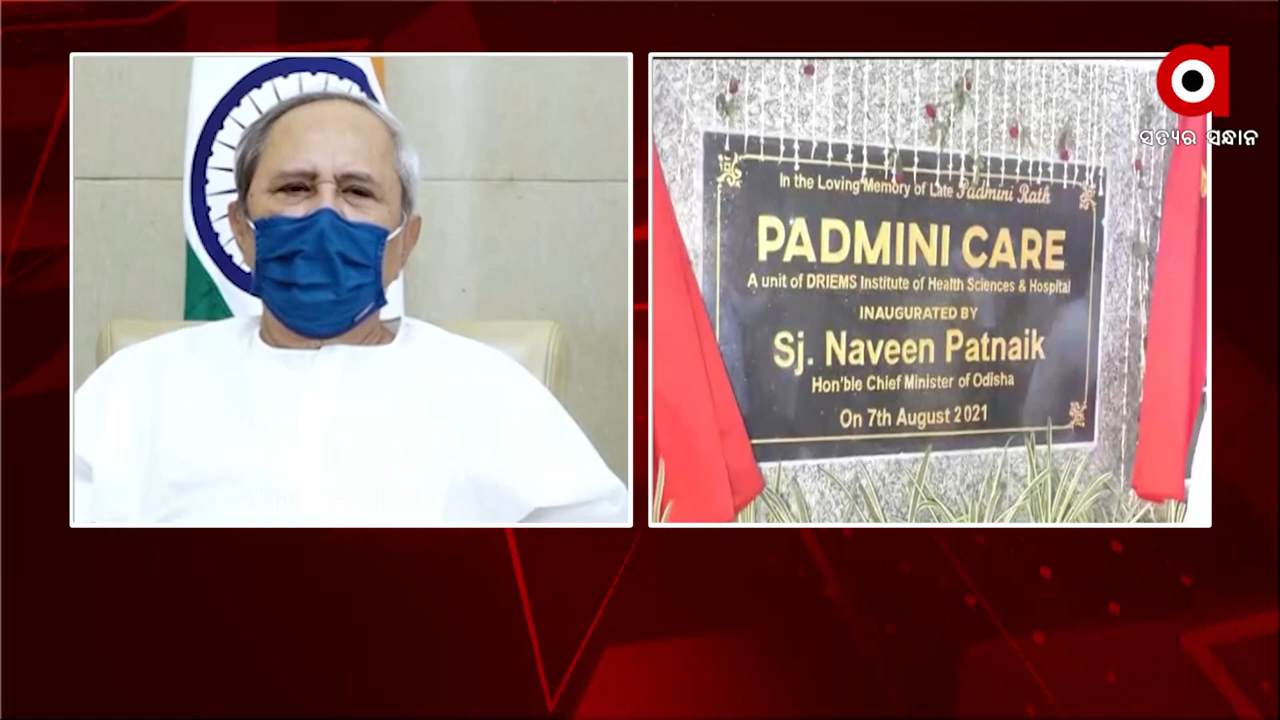 ସତ୍ୟର ସନ୍ଧାନ
In the Loving Memory of Late Padmini Rath
PADMINI CARE
A unit of DRIEMS Institute of Health Sciences & Hospital
INAUGURATED BY
Sj. Naveen Patnaik
Hon'ble Chief Minister of Odisha
On 7th August 2021